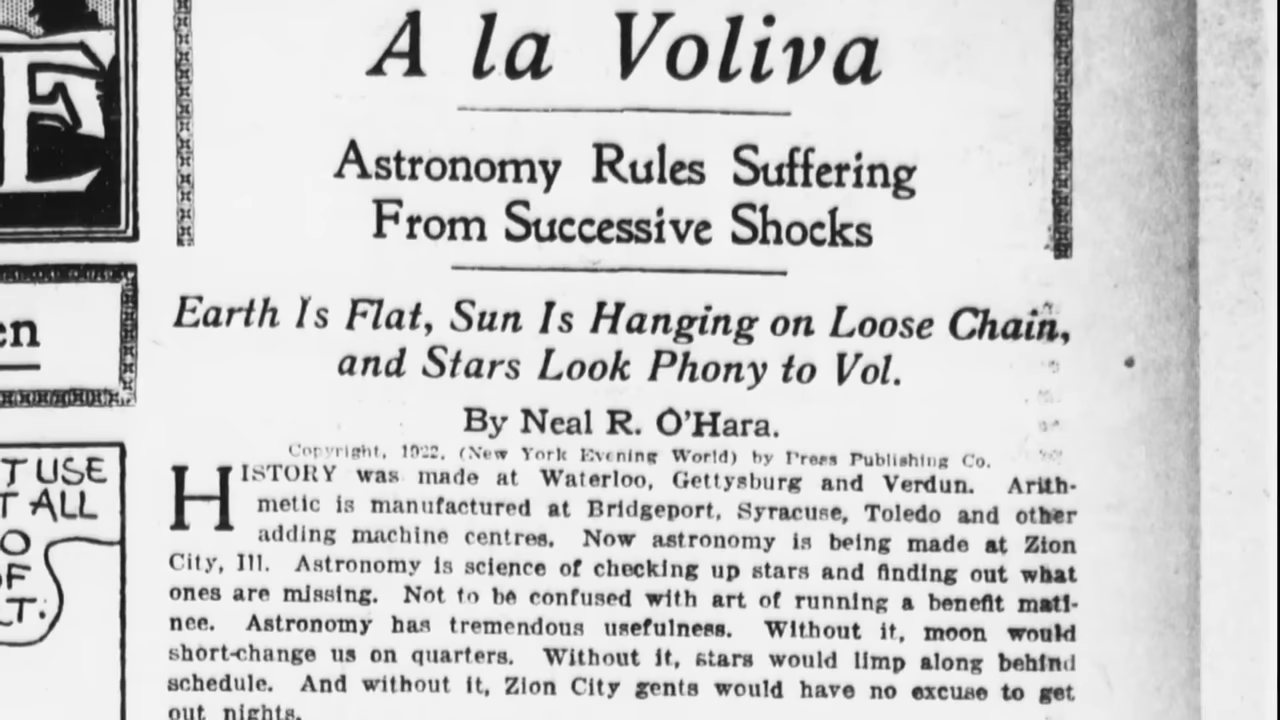 A la Voliva
Astronomy Rules Suffering
From Successive Shocks
Earth Is Flat, Sun Is Hanging on Loose Chain,
and Stars Look Phony to Vol.
By Neal R. O'Hara.
Copyright, 1922, (New York Evening World) by Press Publishing Co.
HISTORY was made at Waterloo, Gettysburg and Verdun. Arith-
metic is manufactured at Bridgeport, Syracuse, Toledo and other
adding machine centres. Now astronomy is being made at Zion
City, Ill. Astronomy is science of checking up stars and finding out what
ones are missing. Not to be confused with art of running a benefit mati-
nee. Astronomy has tremendous usefulness. Without it, moon would
short-change us on quarters. Without it, stars would limp along behind
schedule. And without it, Zion City gents would have no excuse to get
out nights.
E
en
T USE
T ALL
O
OF
LT.